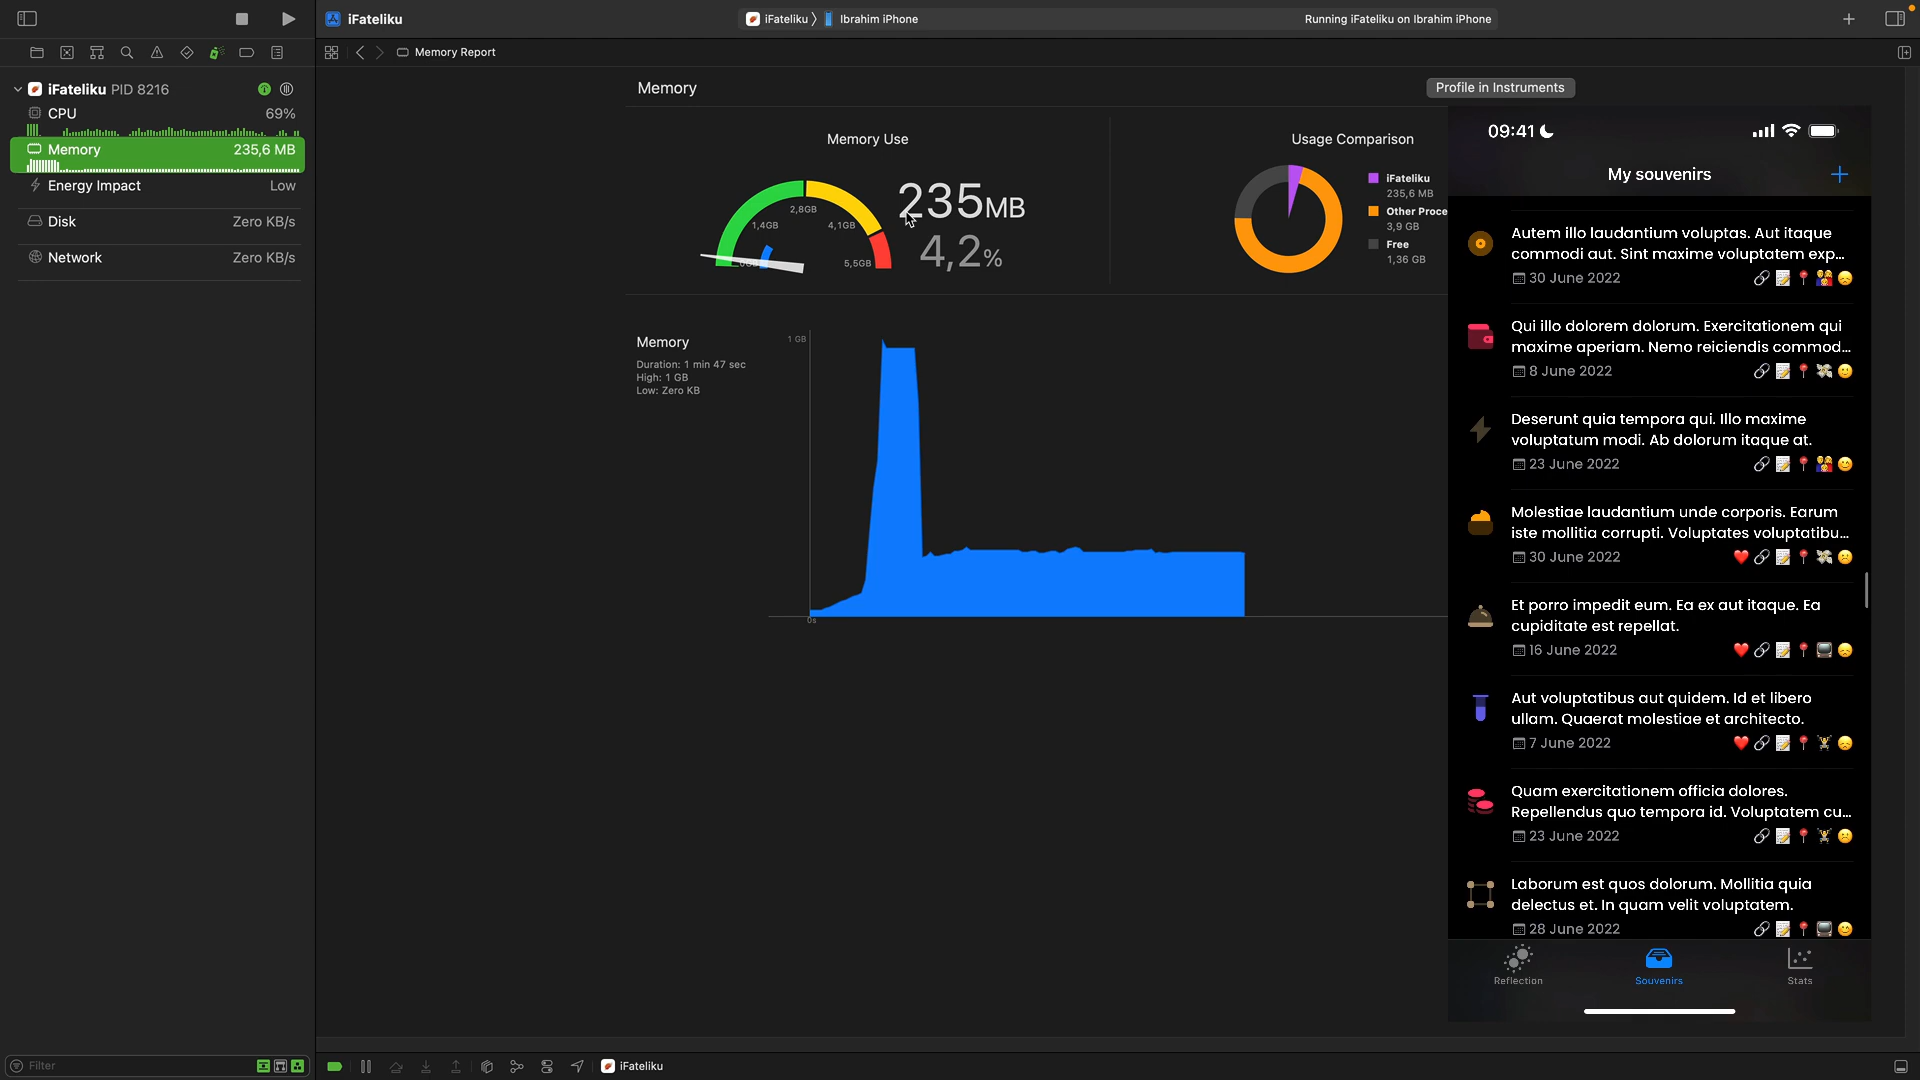 iFateliku
iFateliku
Ibrahim iPhone
Running iFateliku on Ibrahim iPhone
Memory Report
iFateliku PID 8216
CPU 69%
Memory 235,6 MB
Energy Impact Low
Disk Zero KB/s
Network Zero KB/s
Filter
Memory
Profile in Instruments
Memory Use
1,4GB
2,8GB
4,1GB
5,5GB
235MB
4,2%
Usage Comparison
iFateliku
235,6 MB
Other Proce
3,9 GB
Free
1,36 GB
Memory
Duration: 1 min 47 sec
High: 1 GB
Low: Zero KB
1 GB
0s
iFateliku
09:41
My souvenirs
Autem illo laudantium voluptas. Aut itaque
commodi aut. Sint maxime voluptatem exp...
30 June 2022
Qui illo dolorem dolorum. Exercitationem qui
maxime aperiam. Nemo reiciendis commod...
8 June 2022
Deserunt quia tempora qui. Illo maxime
voluptatum modi. Ab dolorum itaque at.
23 June 2022
Molestiae laudantium unde corporis. Earum
iste mollitia corrupti. Voluptates voluptatibu...
30 June 2022
Et porro impedit eum. Ea ex aut itaque. Ea
cupiditate est repellat.
16 June 2022
Aut voluptatibus aut quidem. Id et libero
ullam. Quaerat molestiae et architecto.
7 June 2022
Quam exercitationem officia dolores.
Repellendus quo tempora id. Voluptatem cu...
23 June 2022
Laborum est quos dolorum. Mollitia quia
delectus et. In quam velit voluptatem.
28 June 2022
Reflection
Souvenirs
Stats